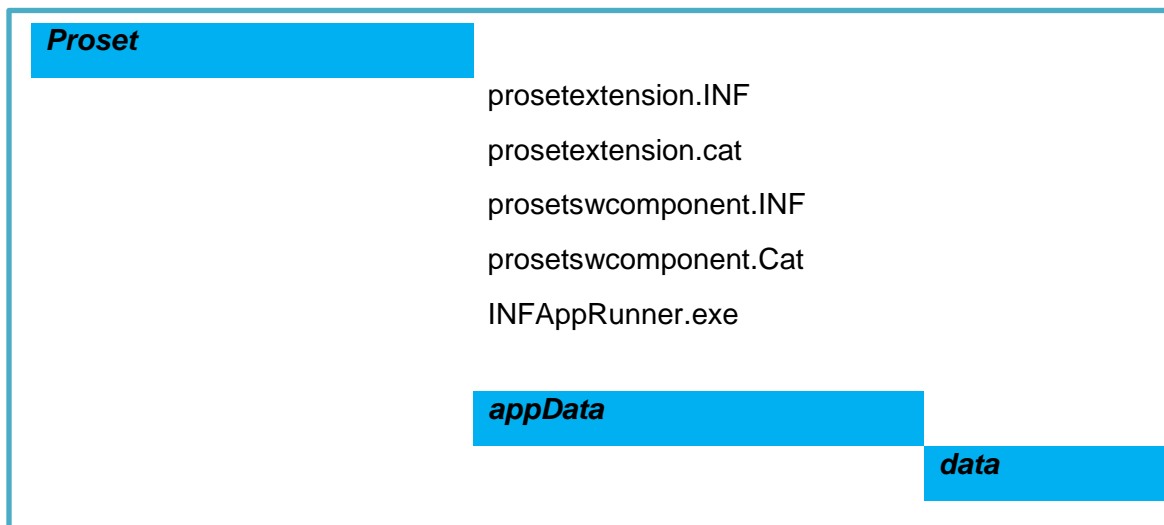 Proset
prosetextension.INF
prosetextension.cat
prosetswcomponent.INF
prosetswcomponent.Cat
INFAppRunner.exe
appData
data